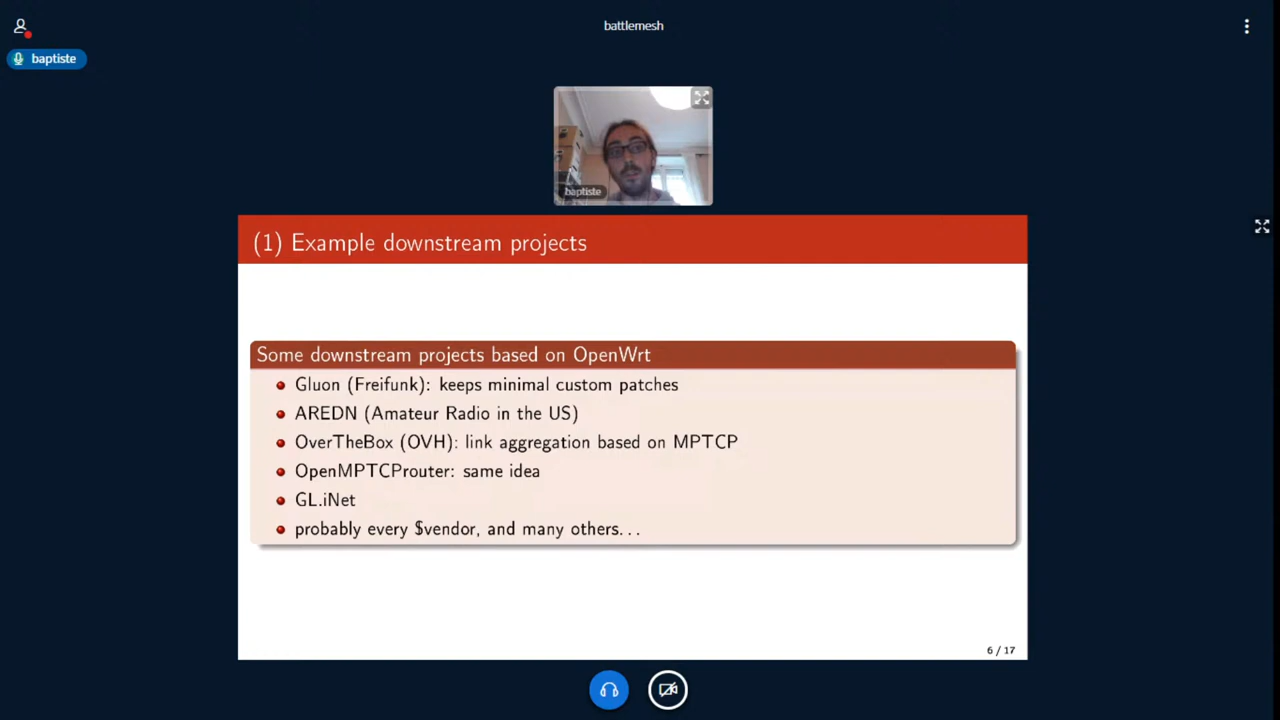 battlemesh
baptiste
baptiste
(1) Example downstream projects
Some downstream projects based on OpenWrt
Gluon (Freifunk): keeps minimal custom patches
AREDN (Amateur Radio in the US)
OverTheBox (OVH): link aggregation based on MPTCP
OpenMPTCProuter: same idea
GL.iNet
probably every $vendor, and many others...
6 / 17